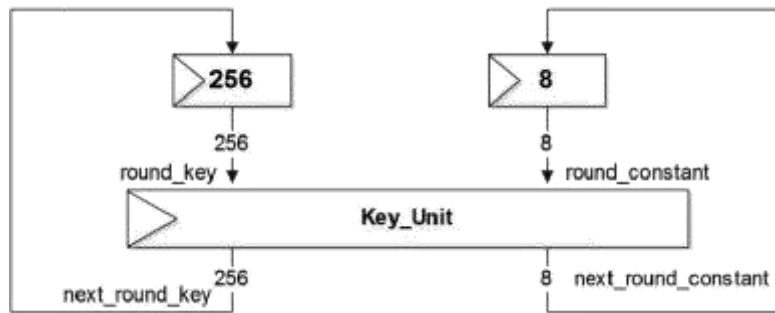 256 8
256 8
round_key round_constant
Key_Unit
256 8
next_round_key next_round_constant